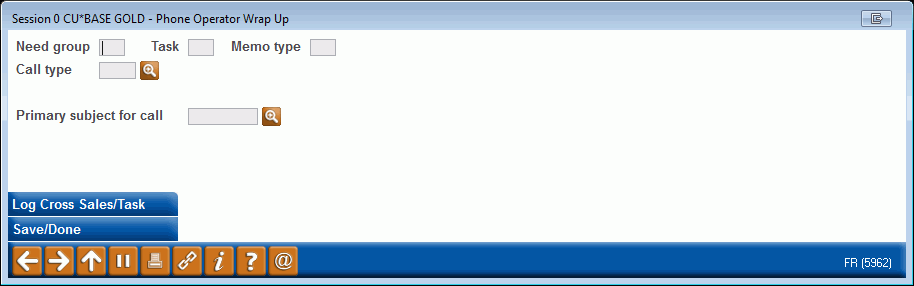 Session 0 CU*BASE GOLD - Phone Operator Wrap Up
Need group Task Memo type
Call type
Primary subject for call
Log Cross Sales/Task
Save/Done
i ? @ FR (5962)